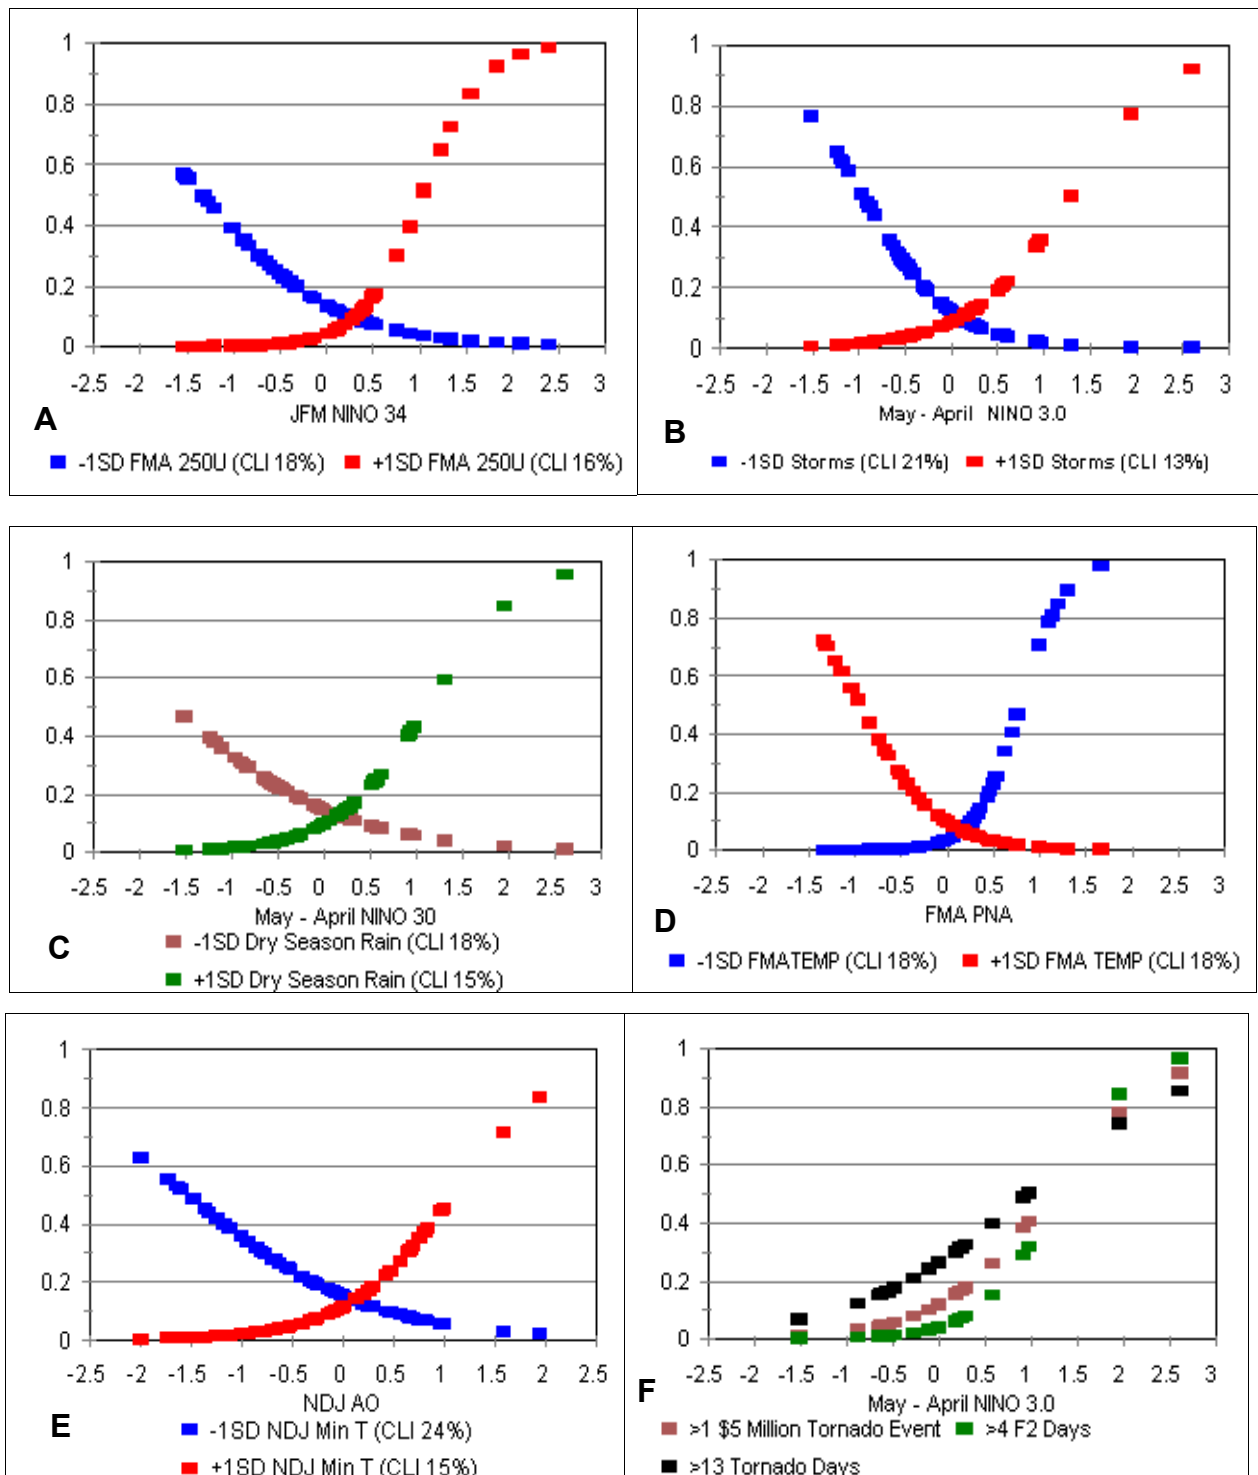 1
0.8
0.6
0.4
0.2
0
-2.5 -2 -1.5 -1 -0.5 0 0.5 1 1.5 2 2.5 3
JFM NINO 34
A
-1SD FMA 250U (CLI 18%) +1SD FMA 250U (CLI 16%)
1
0.8
0.6
0.4
0.2
0
-2.5 -2 -1.5 -1 -0.5 0 0.5 1 1.5 2 2.5 3
May - April NINO 3.0
B
-1SD Storms (CLI 21%) +1SD Storms (CLI 13%)
1
0.8
0.6
0.4
0.2
0
-2.5 -2 -1.5 -1 -0.5 0 0.5 1 1.5 2 2.5 3
May - April NINO 30
C
-1SD Dry Season Rain (CLI 18%)
+1SD Dry Season Rain (CLI 15%)
1
0.8
0.6
0.4
0.2
0
-2.5 -2 -1.5 -1 -0.5 0 0.5 1 1.5 2 2.5 3
FMA PNA
D
-1SD FMATEMP (CLI 18%) +1SD FMA TEMP (CLI 18%)
1
0.8
0.6
0.4
0.2
0
-2.5 -2 -1.5 -1 -0.5 0 0.5 1 1.5 2 2.5
NDJ AO
E
-1SD NDJ Min T (CLI 24%)
+1SD NDJ Min T (CLI 15%)
1
0.8
0.6
0.4
0.2
0
-2.5 -2 -1.5 -1 -0.5 0 0.5 1 1.5 2 2.5 3
F
May - April NINO 3.0
>1 $5 Million Tornado Event >4 F2 Days
>13 Tornado Days